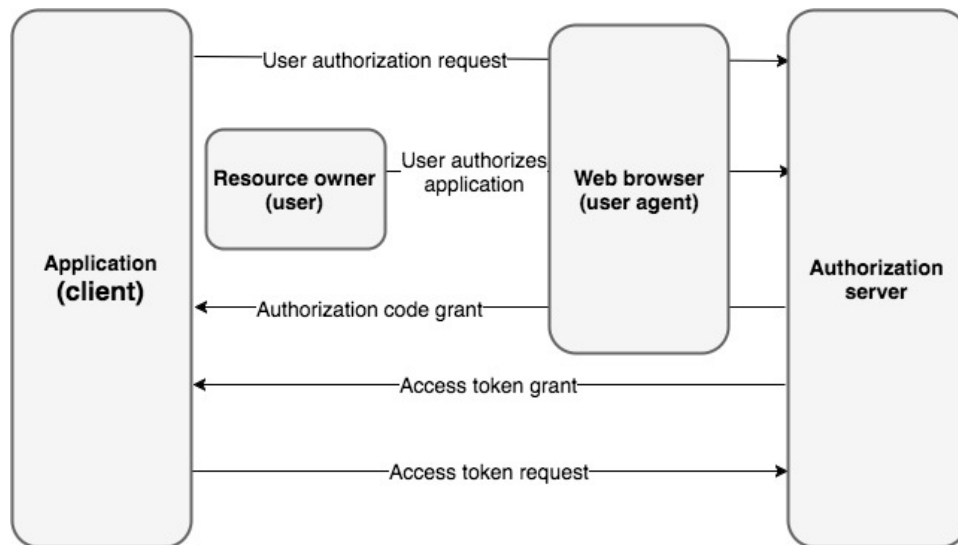 User authorization request
Resource owner
(user)
User authorizes
application
Web browser
(user agent)
Application
(client)
Authorization
server
Authorization code grant
Access token grant
Access token request